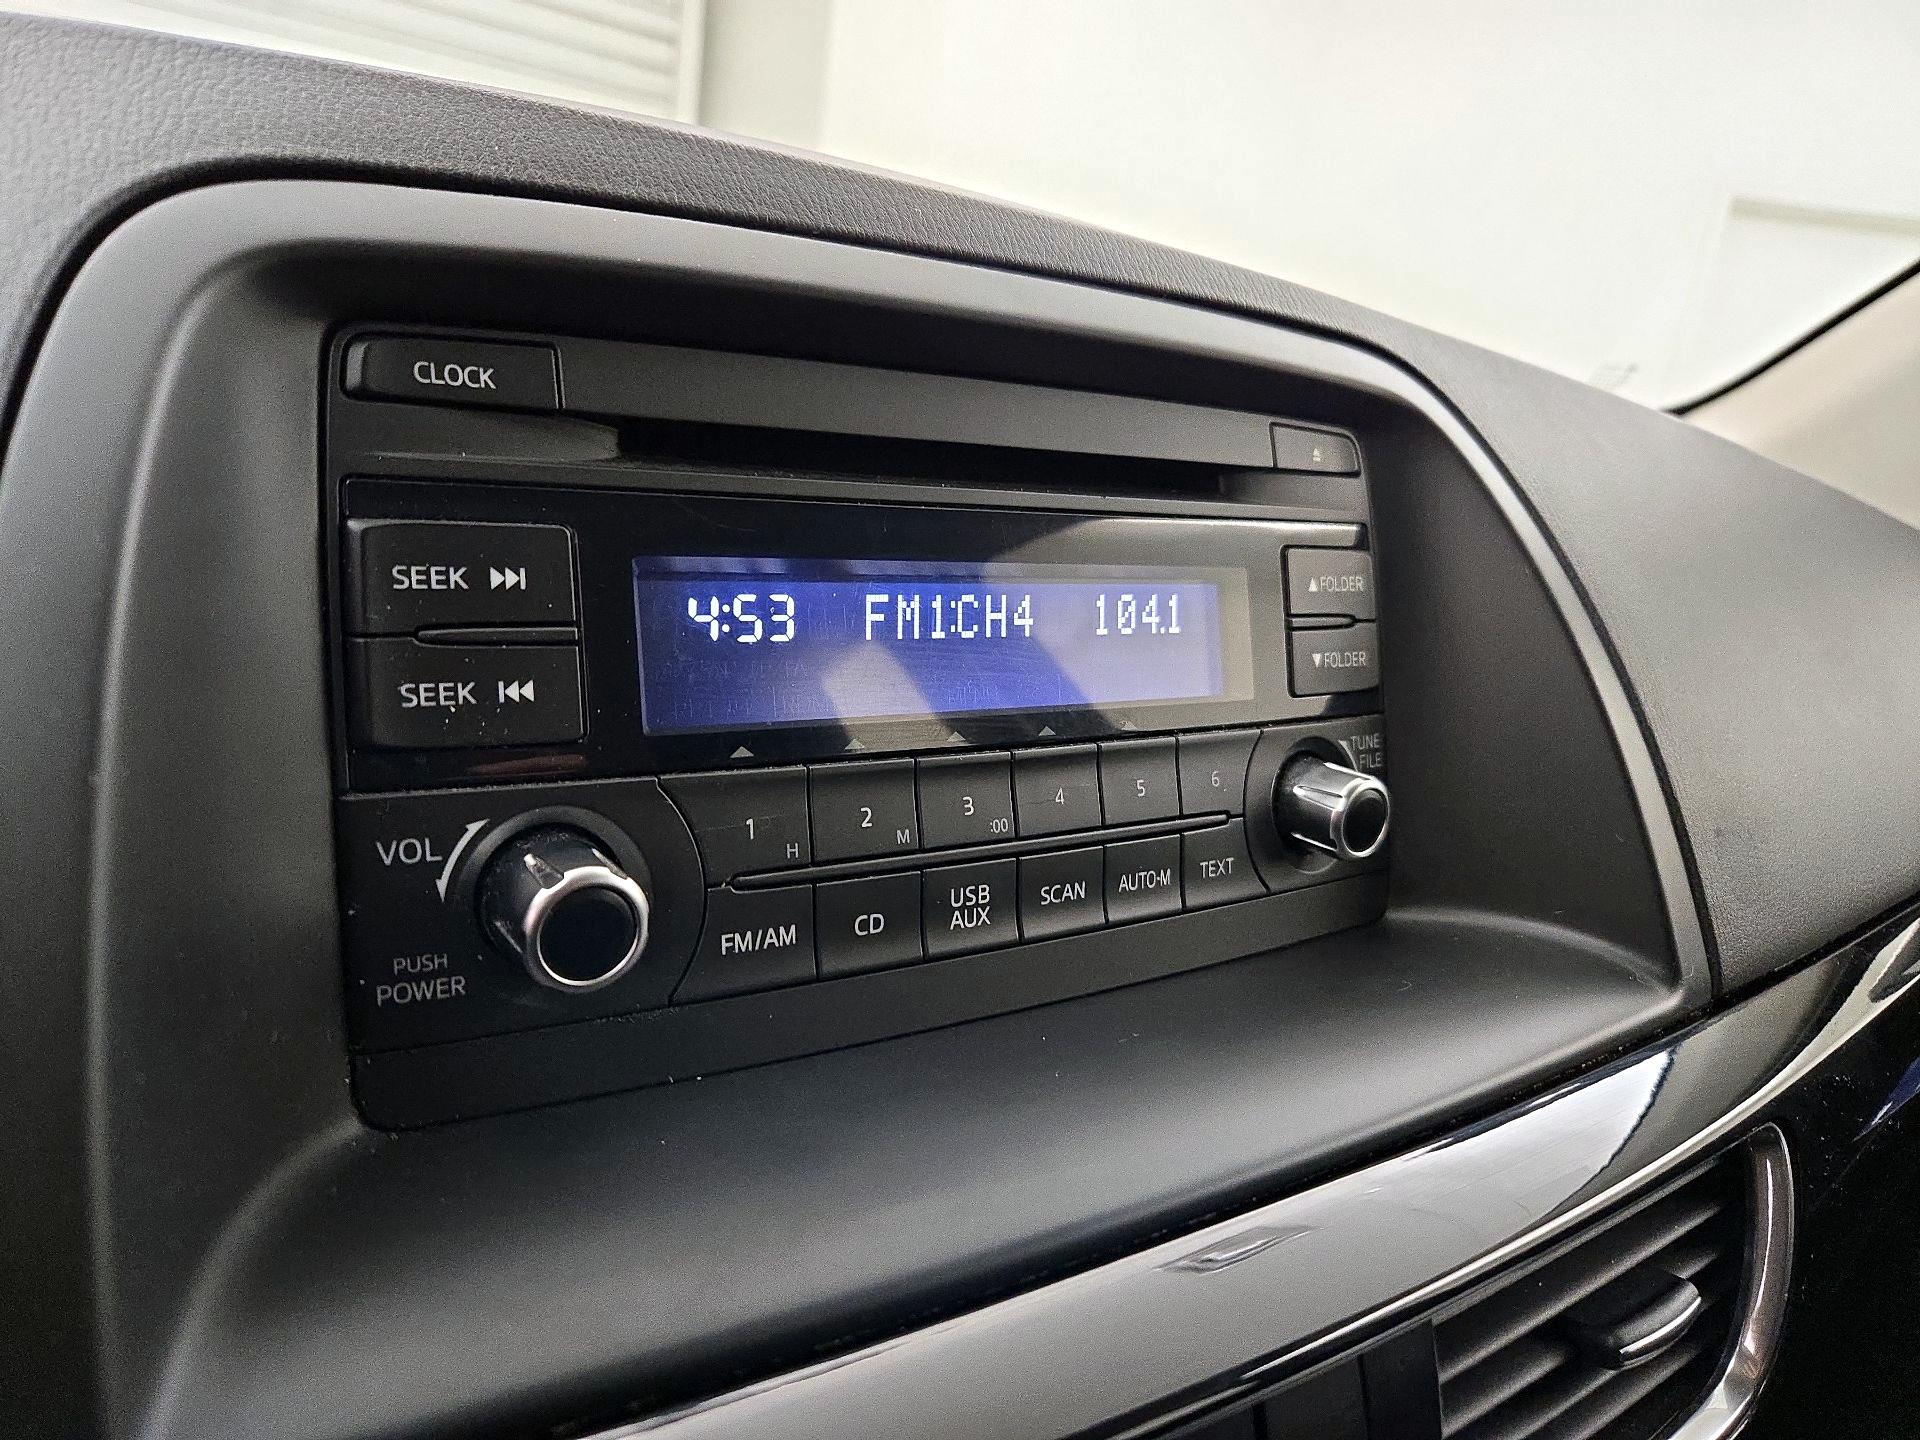 CLOCK
SEEK
SEEK
4:53 FM1:CH4 104.1
▲FOLDER
▼FOLDER
VOL
PUSH
POWER
1 H
2 M
3 :00
4
5
6
TUNE
FILE
FM/AM
CD
USB
AUX
SCAN
AUTO-M
TEXT